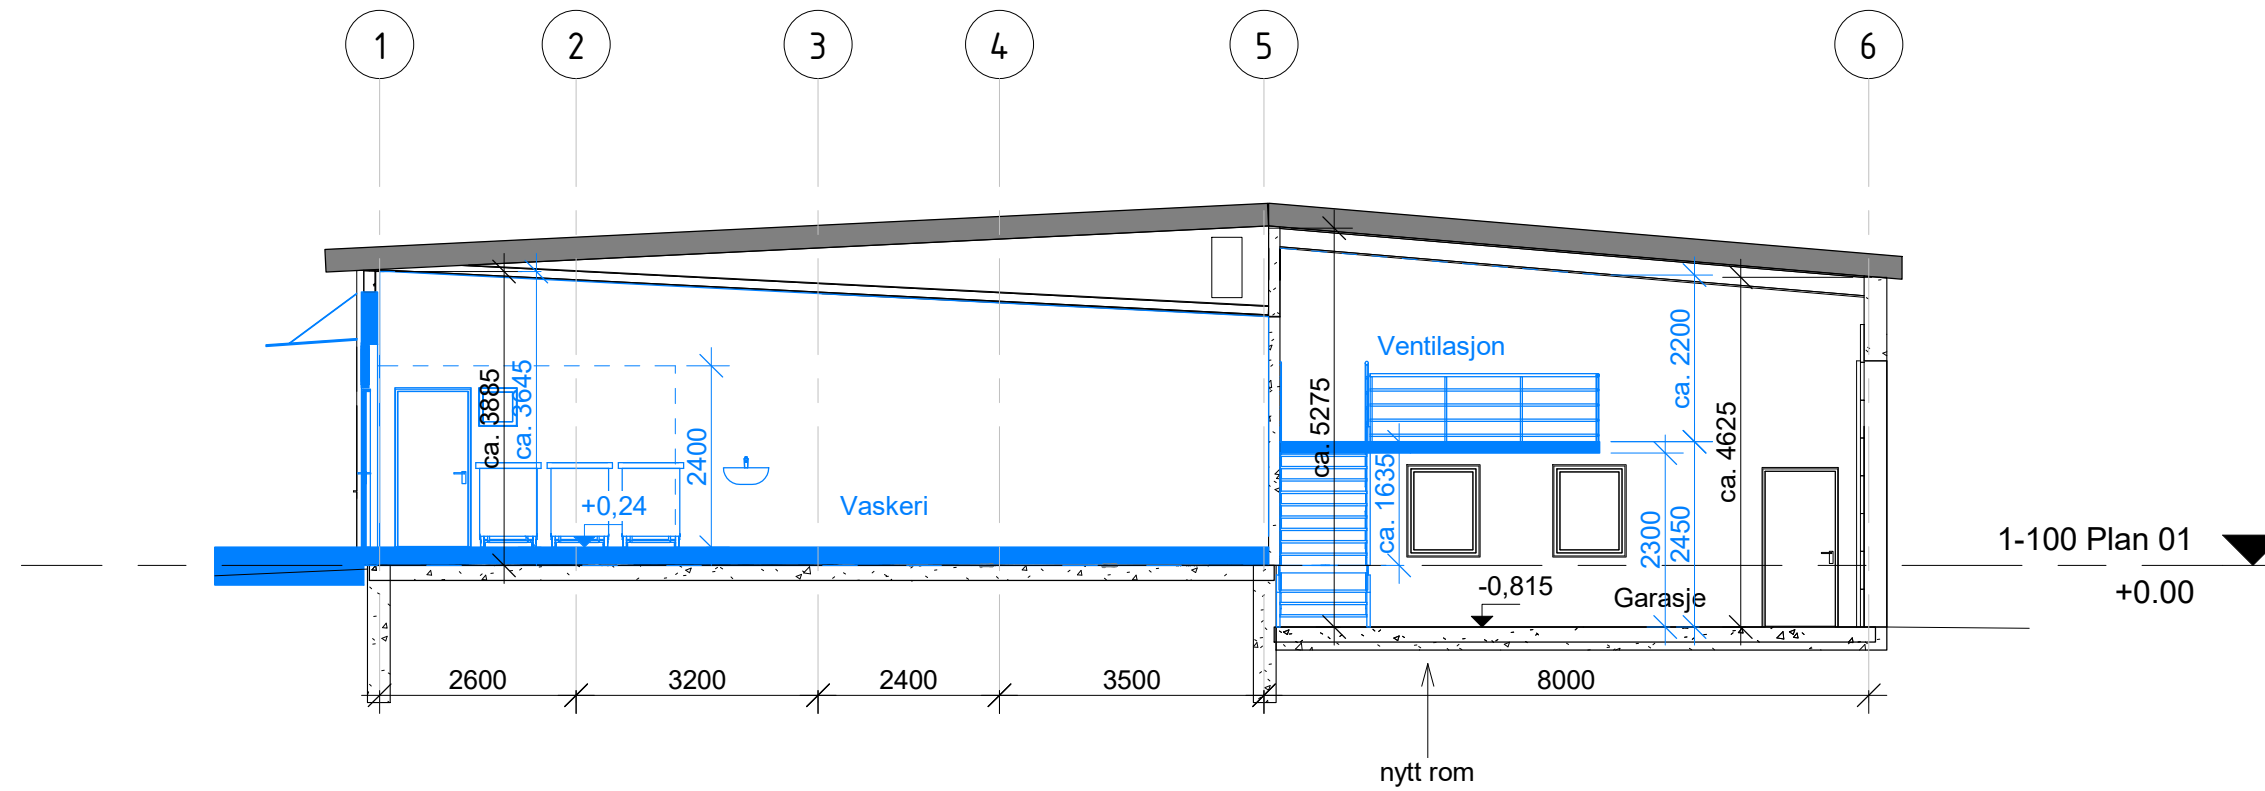 1 2 3 4 5 6
ca. 3885
ca. 3645
2400
+0,24
Vaskeri
Ventilasjon
ca. 5275
ca. 1635
ca. 2200
2300
2450
ca. 4625
-0,815
Garasje
1-100 Plan 01
+0.00
2600 3200 2400 3500 8000
nytt rom